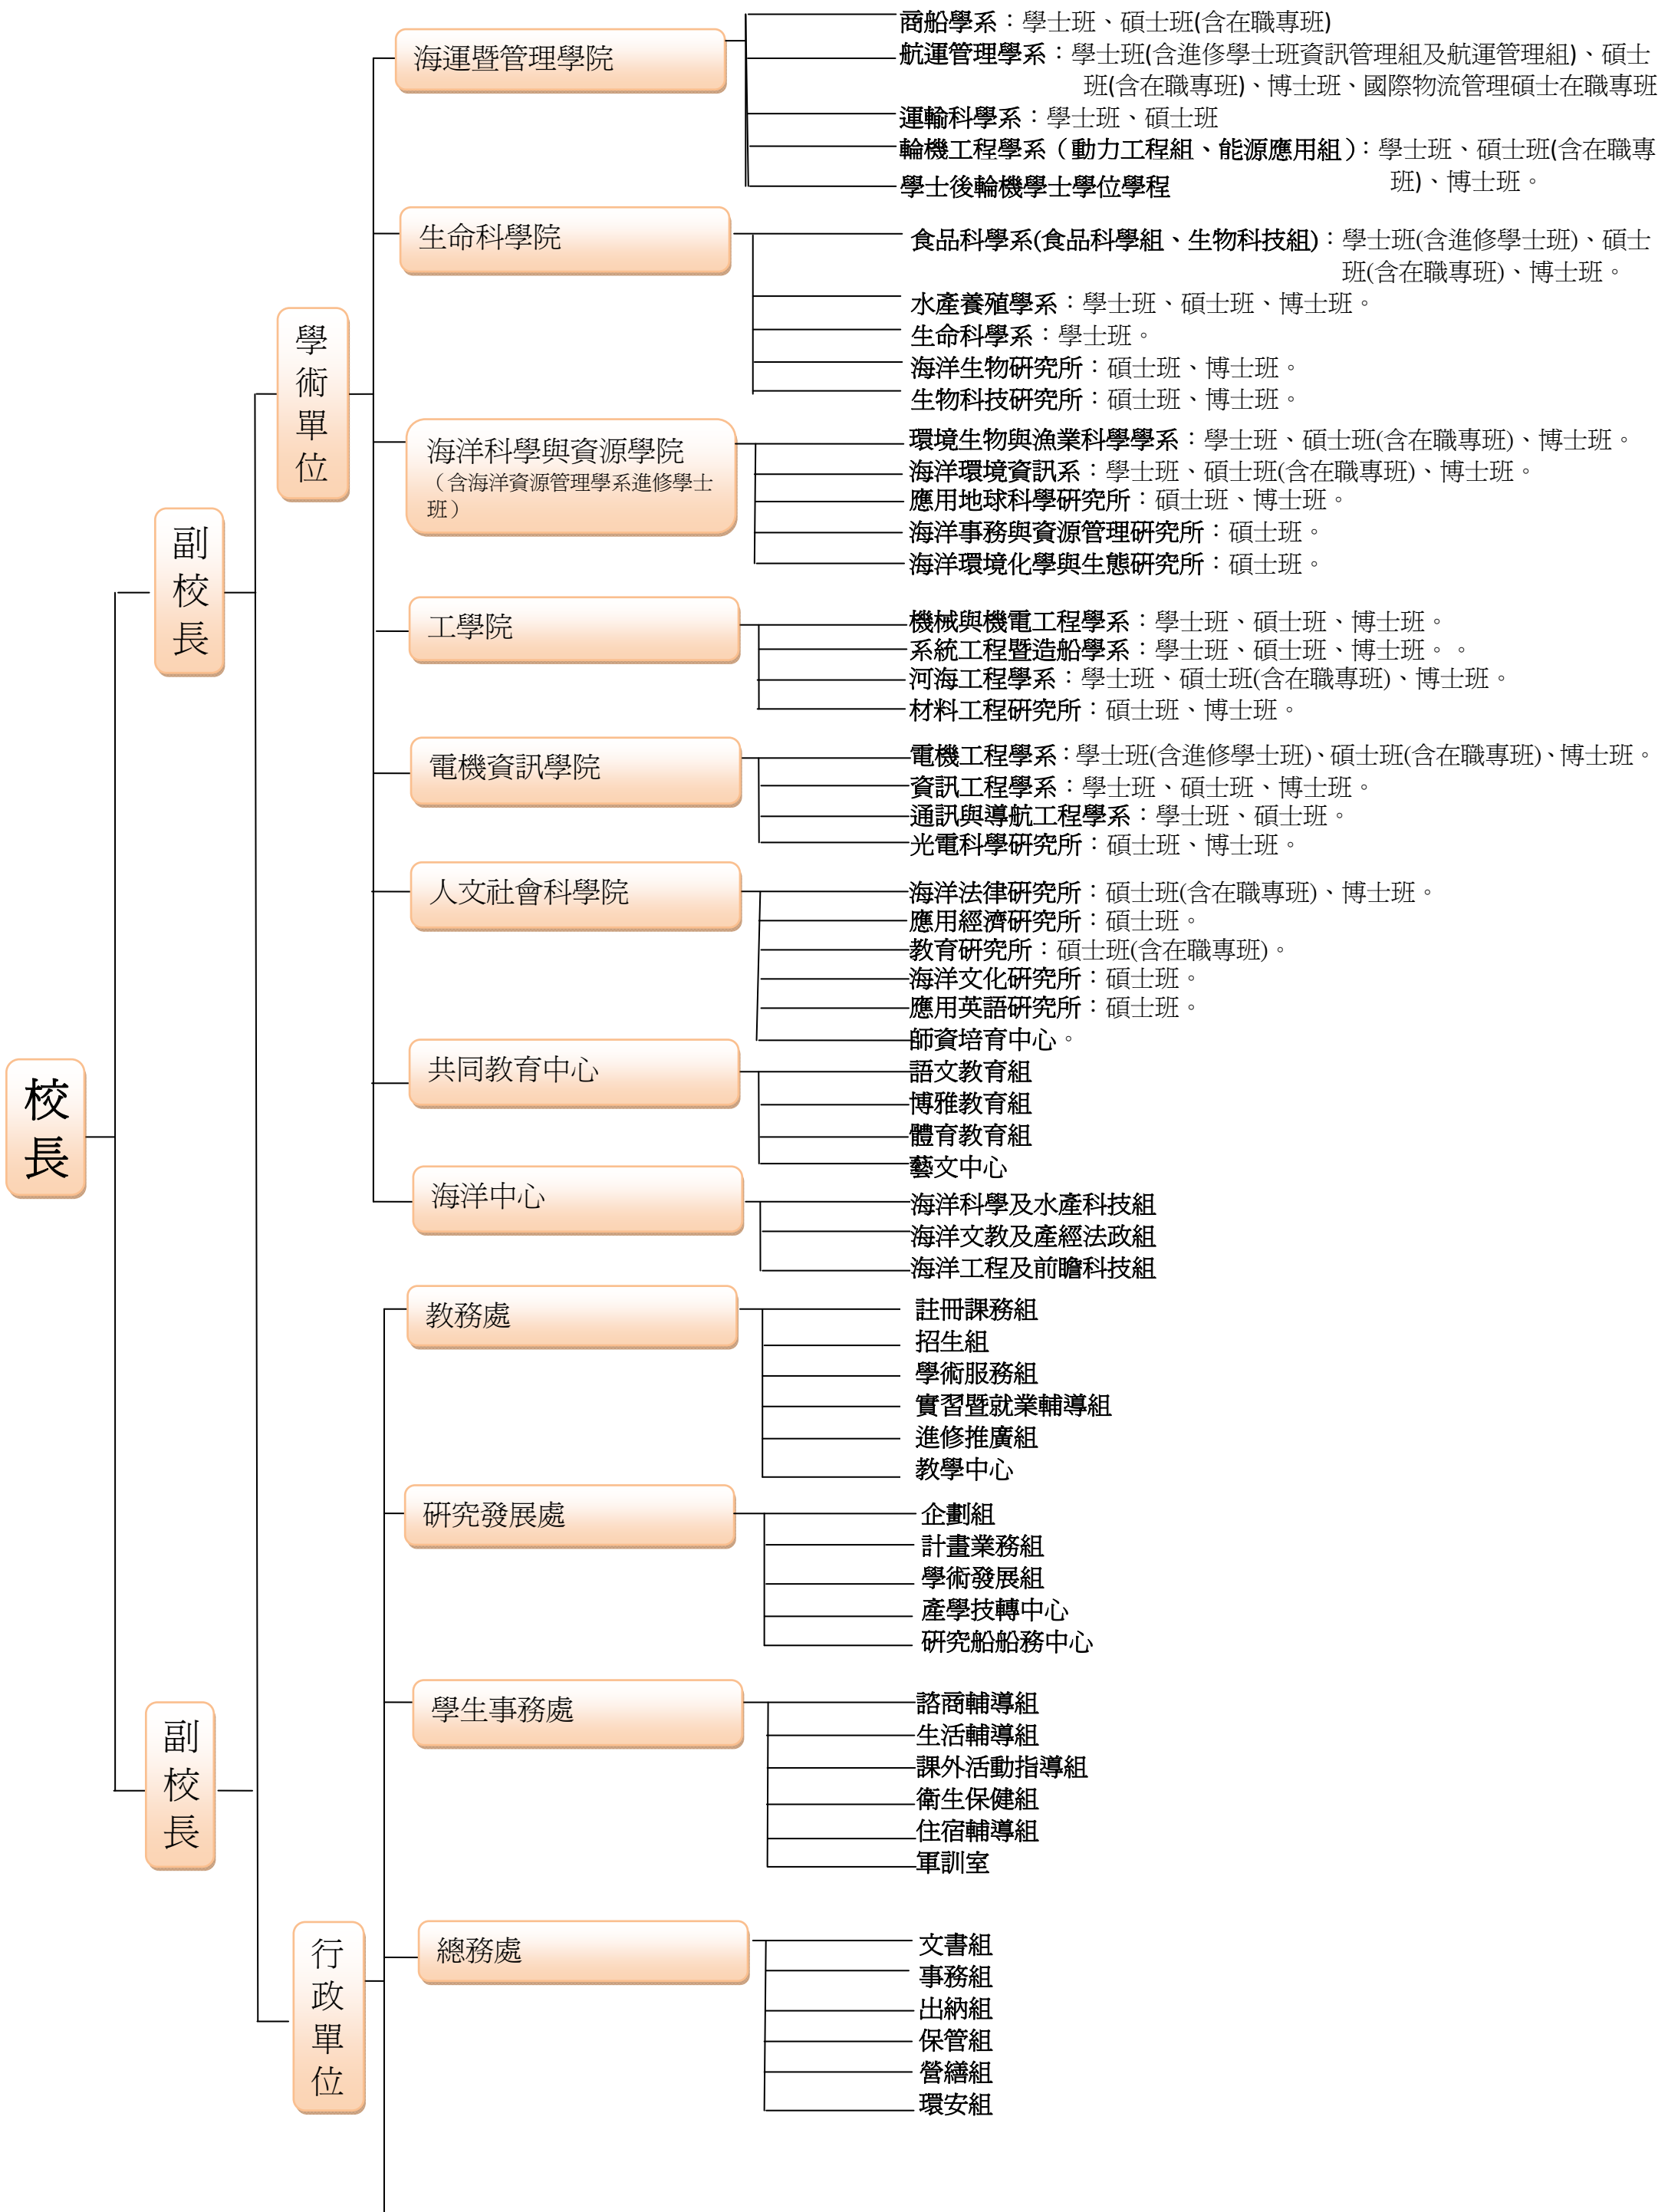 校長
副校長
副校長
學術單位
行政單位
海運暨管理學院
商船學系：學士班、碩士班(含在職專班)
航運管理學系：學士班(含進修學士班資訊管理組及航運管理組)、碩士
班(含在職專班)、博士班、國際物流管理碩士在職專班
運輸科學系：學士班、碩士班
輪機工程學系（動力工程組、能源應用組）：學士班、碩士班(含在職專
班)、博士班。
學士後輪機學士學位學程
生命科學院
食品科學系(食品科學組、生物科技組)：學士班(含進修學士班)、碩士
班(含在職專班)、博士班。
水產養殖學系：學士班、碩士班、博士班。
生命科學系：學士班。
海洋生物研究所：碩士班、博士班。
生物科技研究所：碩士班、博士班。
海洋科學與資源學院
（含海洋資源管理學系進修學士
班）
環境生物與漁業科學學系：學士班、碩士班(含在職專班)、博士班。
海洋環境資訊系：學士班、碩士班(含在職專班)、博士班。
應用地球科學研究所：碩士班、博士班。
海洋事務與資源管理研究所：碩士班。
海洋環境化學與生態研究所：碩士班。
工學院
機械與機電工程學系：學士班、碩士班、博士班。
系統工程暨造船學系：學士班、碩士班、博士班。。
河海工程學系：學士班、碩士班(含在職專班)、博士班。
材料工程研究所：碩士班、博士班。
電機資訊學院
電機工程學系：學士班(含進修學士班)、碩士班(含在職專班)、博士班。
資訊工程學系：學士班、碩士班、博士班。
通訊與導航工程學系：學士班、碩士班。
光電科學研究所：碩士班、博士班。
人文社會科學院
海洋法律研究所：碩士班(含在職專班)、博士班。
應用經濟研究所：碩士班。
教育研究所：碩士班(含在職專班)。
海洋文化研究所：碩士班。
應用英語研究所：碩士班。
師資培育中心。
共同教育中心
語文教育組
博雅教育組
體育教育組
藝文中心
海洋中心
海洋科學及水產科技組
海洋文教及產經法政組
海洋工程及前瞻科技組
教務處
註冊課務組
招生組
學術服務組
實習暨就業輔導組
進修推廣組
教學中心
研究發展處
企劃組
計畫業務組
學術發展組
產學技轉中心
研究船船務中心
學生事務處
諮商輔導組
生活輔導組
課外活動指導組
衛生保健組
住宿輔導組
軍訓室
總務處
文書組
事務組
出納組
保管組
營繕組
環安組